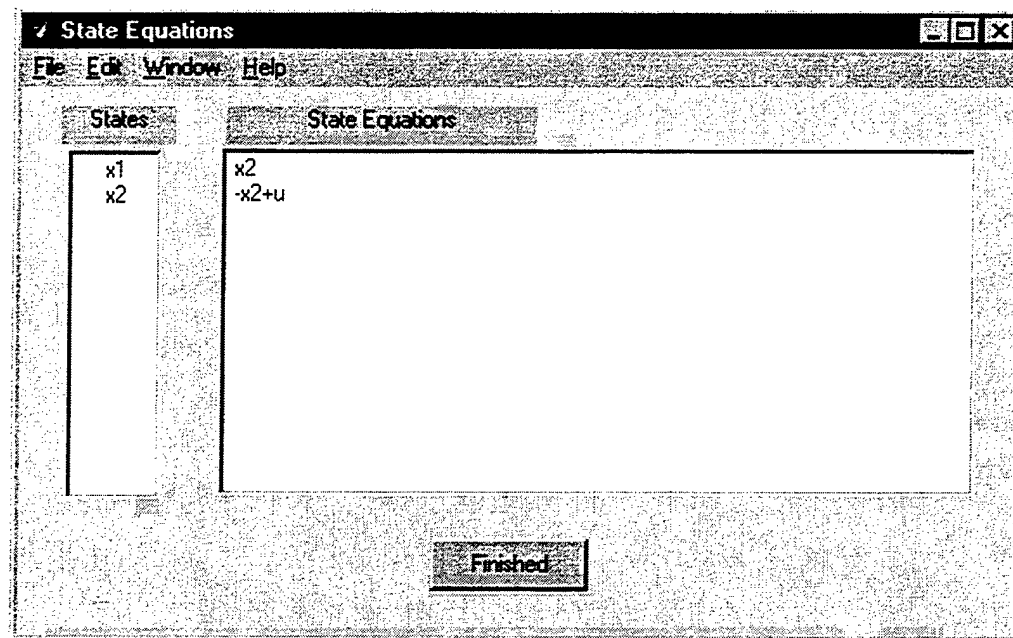 State Equations
File Edit Window Help
States State Equations
x1 x2
x2 -x2+u
Finished